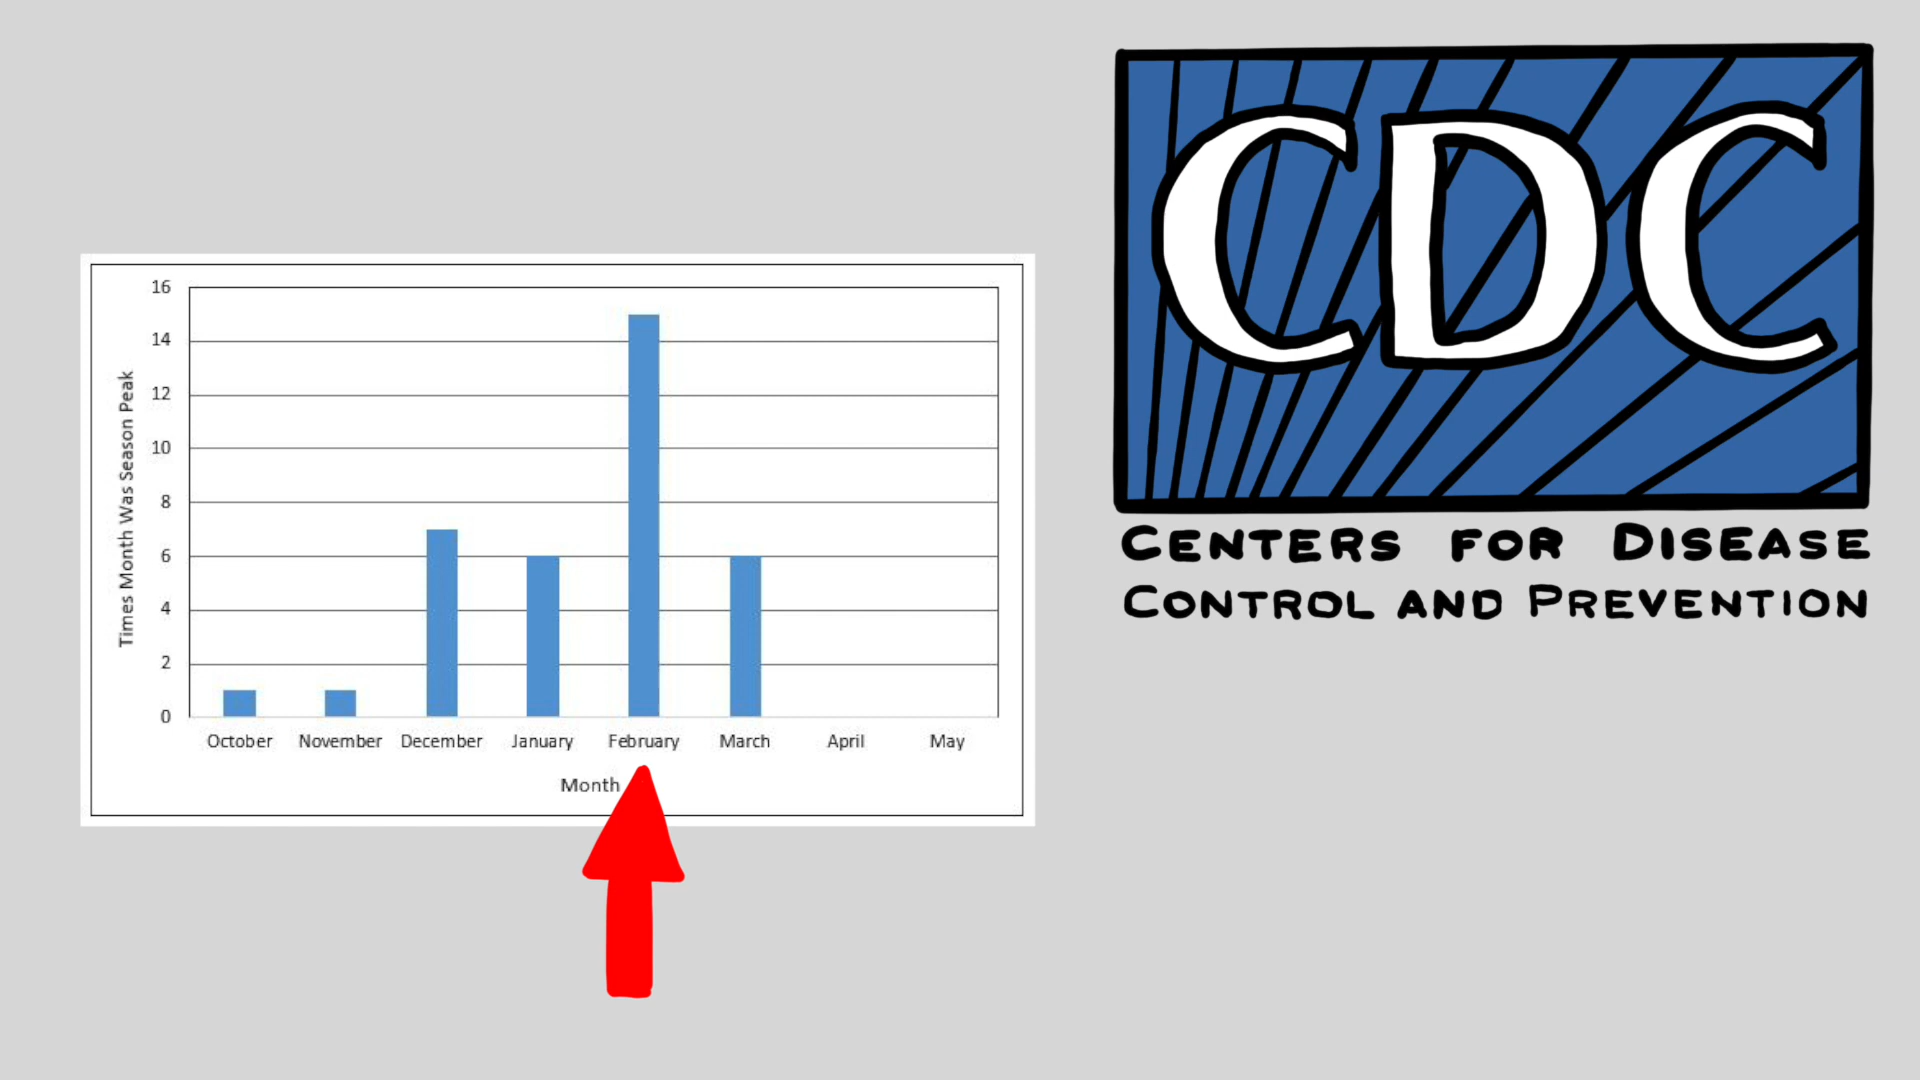 16
14
12
10
8
6
4
2
0
Times Month Was Season Peak
October November December January February March April May
Month
CDC
CENTERS FOR DISEASE
CONTROL AND PREVENTION